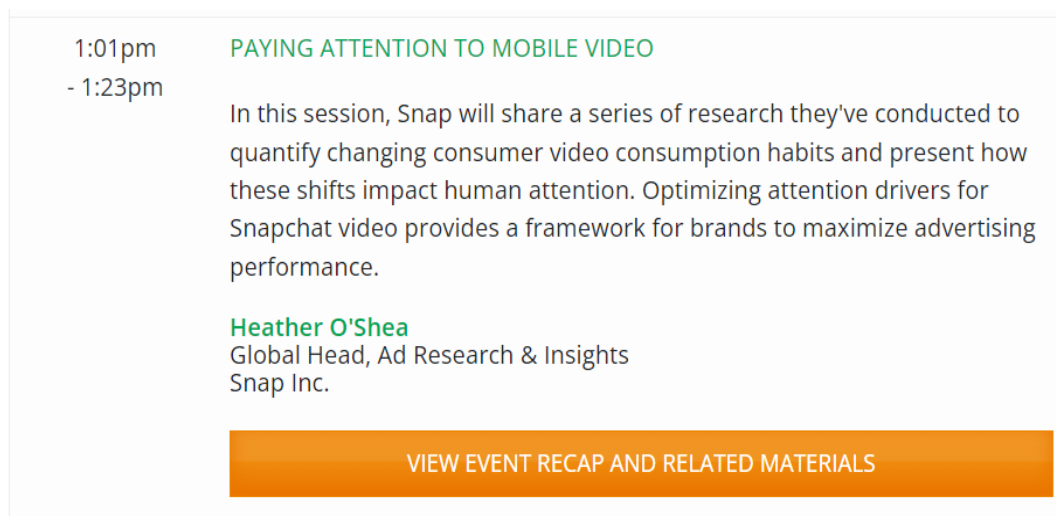 1:01pm
- 1:23pm
PAYING ATTENTION TO MOBILE VIDEO
In this session, Snap will share a series of research they've conducted to
quantify changing consumer video consumption habits and present how
these shifts impact human attention. Optimizing attention drivers for
Snapchat video provides a framework for brands to maximize advertising
performance.
Heather O'Shea
Global Head, Ad Research & Insights
Snap Inc.
VIEW EVENT RECAP AND RELATED MATERIALS